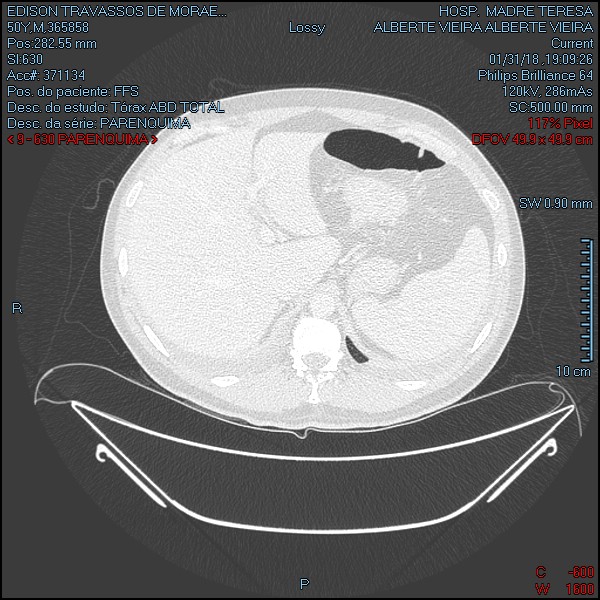 EDISON TRAVASSOS DE MORAE...
50Y,M,365858
Pos:282.55 mm
Sl:630
Acc#: 371134
Pos. do paciente: FFS
Desc. do estudo: Tórax ABD TOTAL
Desc. da série: PARENQUIMA
< 9 - 630 PARENQUIMA >
Lossy
HOSP. MADRE TERESA
ALBERTE VIEIRA ALBERTE VIEIRA
Current
01/31/18 ,19:09:26
Philips Brilliance 64
120kV, 286mAs
SC:500.00 mm
117% Pixel
DFOV 49.9 x 49.9 cm
SW 0.90 mm
R
10 cm
P
C -600
W 1600